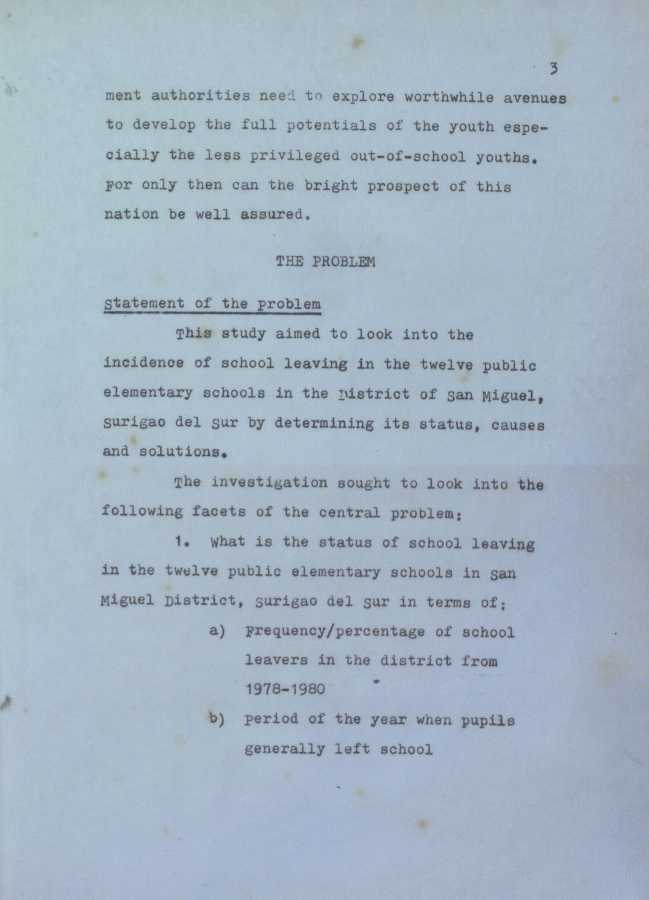 3
ment authorities need to explore worthwhile avenues
to develop the full potentials of the youth espe-
cially the less privileged out-of-school youths.
For only then can the bright prospect of this
nation be well assured.
THE PROBLEM
Statement of the Problem
This study aimed to look into the
incidence of school leaving in the twelve public
elementary schools in the District of San Miguel,
Surigao del Sur by determining its status, causes
and solutions.
The investigation sought to look into the
following facets of the central problem:
1. What is the status of school leaving
in the twelve public elementary schools in San
Miguel District, Surigao del Sur in terms of:
a) Frequency/percentage of school
leavers in the district from
1978-1980
b) Period of the year when pupils
generally left school